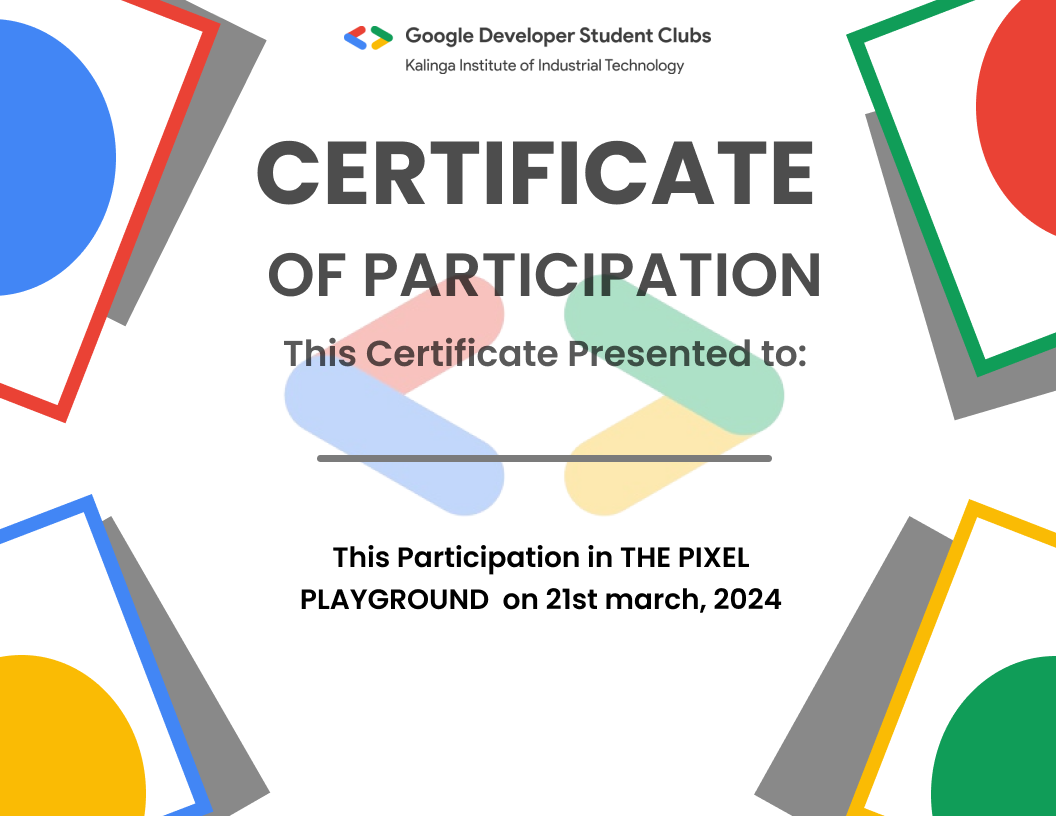 Google Developer Student Clubs
Kalinga Institute of Industrial Technology
CERTIFICATE
OF PARTICIPATION
This Certificate Presented to:
This Participation in THE PIXEL
PLAYGROUND on 21st march, 2024